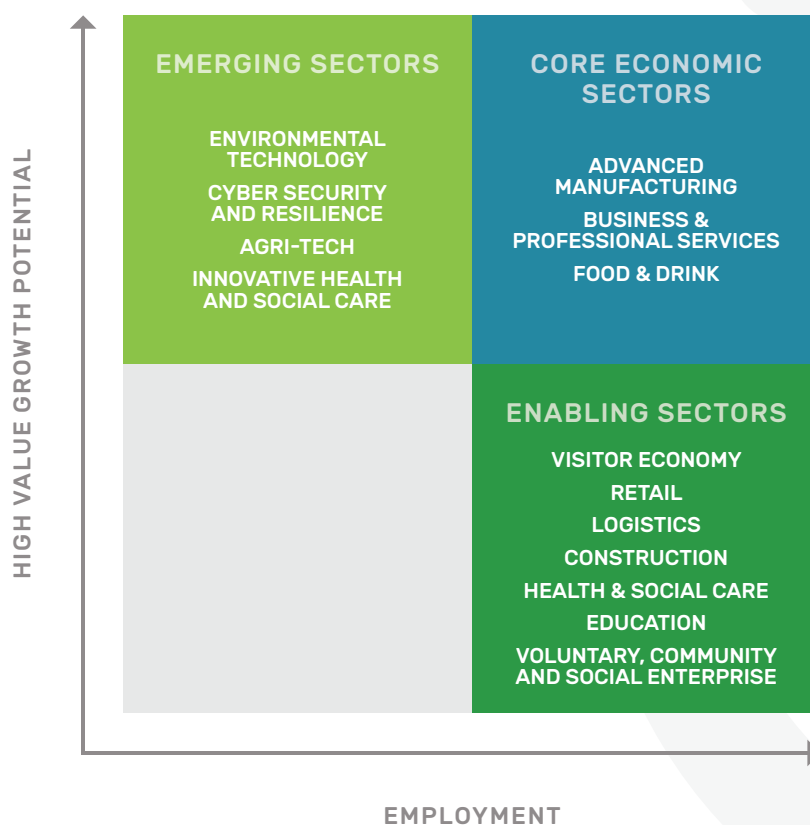 HIGH VALUE GROWTH POTENTIAL
EMERGING SECTORS
ENVIRONMENTAL
TECHNOLOGY
CYBER SECURITY
AND RESILIENCE
AGRI-TECH
INNOVATIVE HEALTH
AND SOCIAL CARE
CORE ECONOMIC
SECTORS
ADVANCED
MANUFACTURING
BUSINESS &
PROFESSIONAL SERVICES
FOOD & DRINK
ENABLING SECTORS
VISITOR ECONOMY
RETAIL
LOGISTICS
CONSTRUCTION
HEALTH & SOCIAL CARE
EDUCATION
VOLUNTARY, COMMUNITY
AND SOCIAL ENTERPRISE
EMPLOYMENT